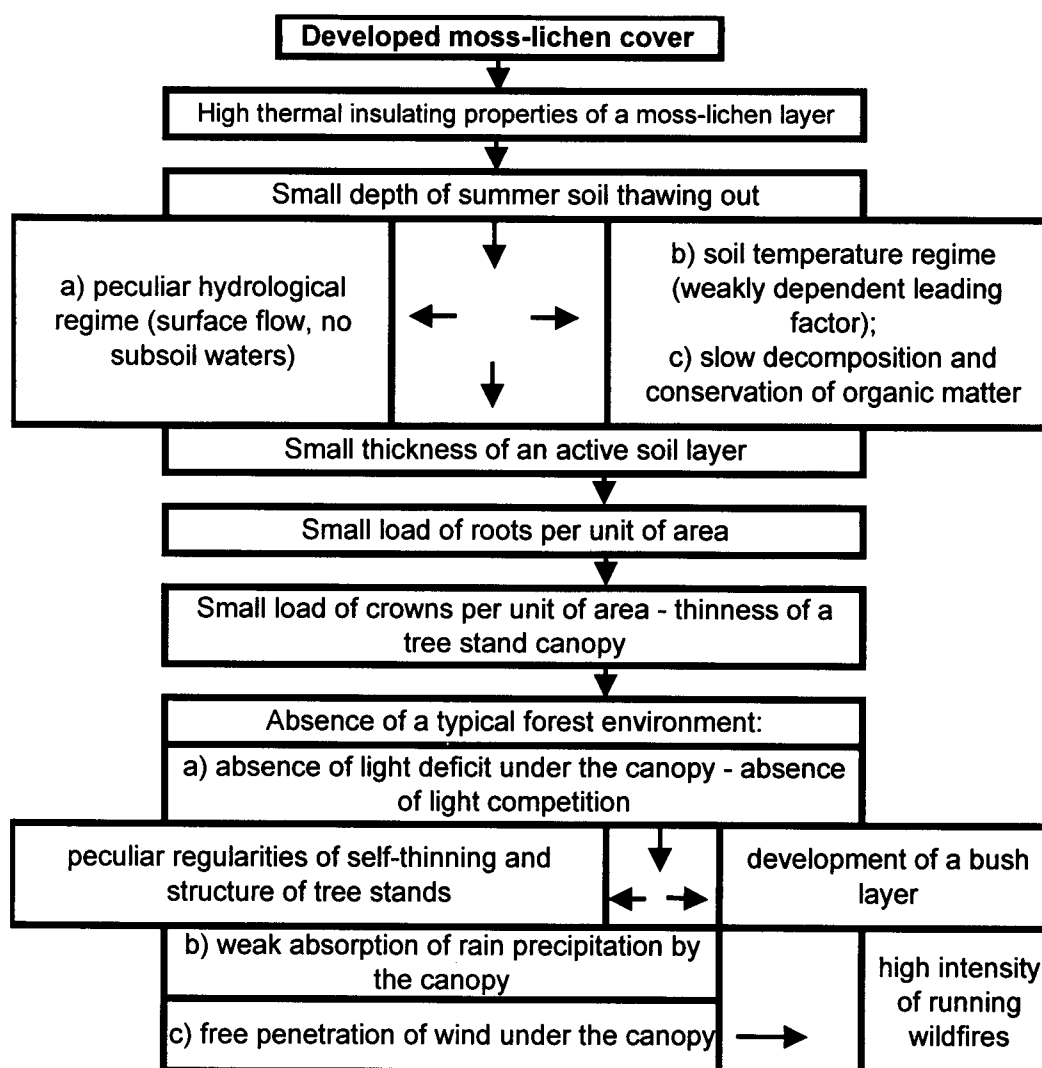 Developed moss-lichen cover
High thermal insulating properties of a moss-lichen layer
Small depth of summer soil thawing out
a) peculiar hydrological
regime (surface flow, no
subsoil waters)
b) soil temperature regime
(weakly dependent leading
factor);
c) slow decomposition and
conservation of organic matter
Small thickness of an active soil layer
Small load of roots per unit of area
Small load of crowns per unit of area - thinness of a
tree stand canopy
Absence of a typical forest environment:
a) absence of light deficit under the canopy - absence
of light competition
peculiar regularities of self-thinning and
structure of tree stands
development of a bush
layer
b) weak absorption of rain precipitation by
the canopy
c) free penetration of wind under the canopy
high intensity
of running
wildfires